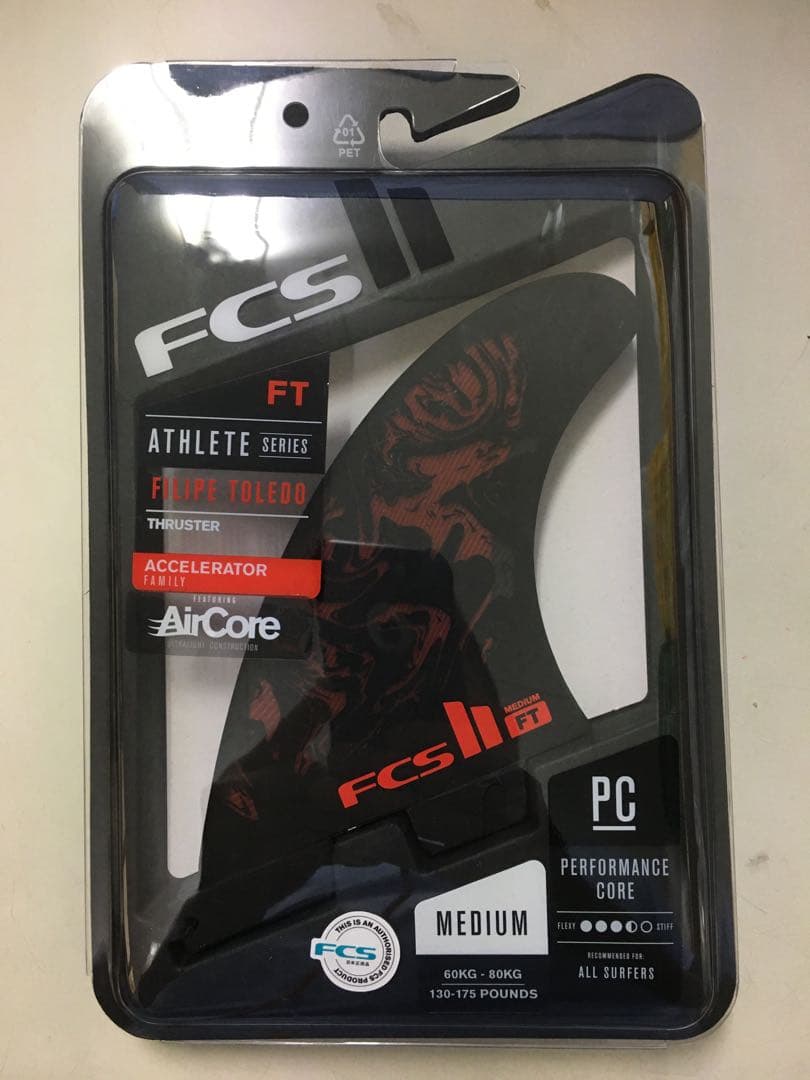 01
PET
FCS II
FT
ATHLETE SERIES
FILIPE TOLEDO
THRUSTER
ACCELERATOR
FAMILY
FEATURING
AirCore
ULTRALIGHT CONSTRUCTION
MEDIUM
FCS II FT
PC
PERFORMANCE
CORE
FLEXY STIFF
RECOMMENDED FOR:
ALL SURFERS
MEDIUM
60KG - 80KG
130-175 POUNDS
THIS IS AN AUTHORISED FCS PRODUCT
FCS